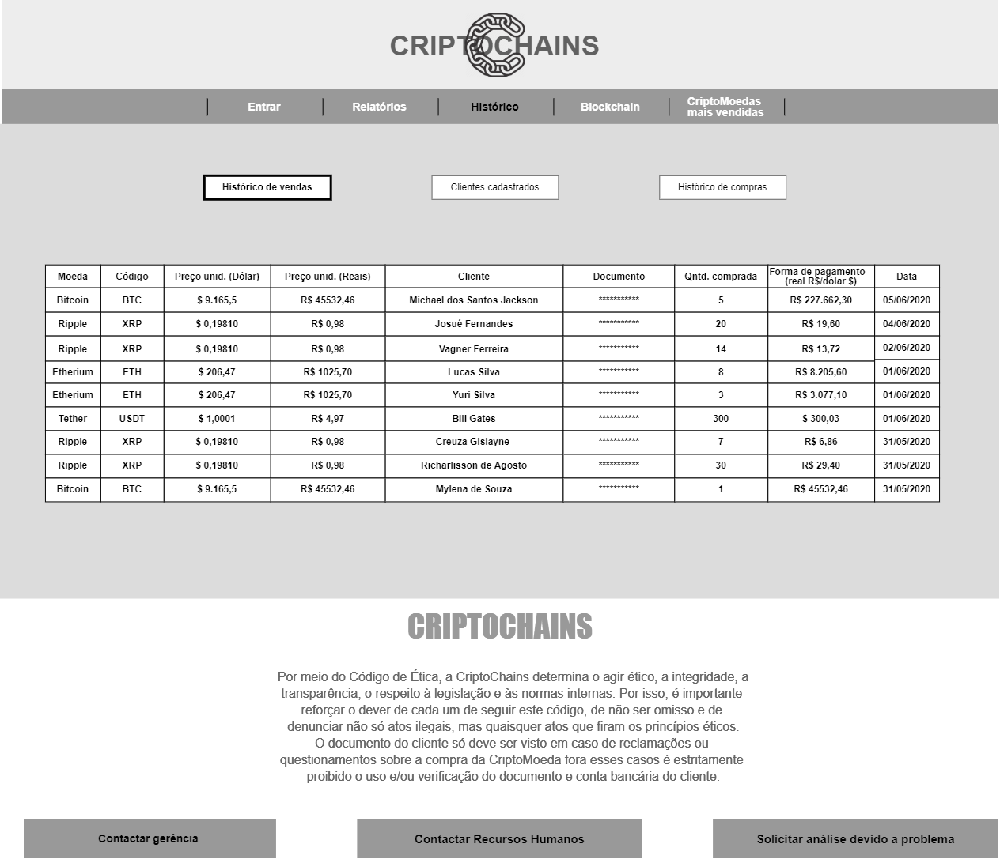 CRIPTOCHAINS
Entrar Relatórios Histórico Blockchain CriptoMoedas
mais vendidas
Histórico de vendas Clientes cadastrados Histórico de compras
Moeda Código Preço unid. (Dólar) Preço unid. (Reais) Cliente Documento Qntd. comprada Forma de pagamento
(real R$/dólar $) Data
Bitcoin BTC $ 9.165,5 R$ 45532,46 Michael dos Santos Jackson *********** 5 R$ 227.662,30 05/06/2020
Ripple XRP $ 0,19810 R$ 0,98 Josué Fernandes *********** 20 R$ 19,60 04/06/2020
Ripple XRP $ 0,19810 R$ 0,98 Vagner Ferreira *********** 14 R$ 13,72 02/06/2020
Etherium ETH $ 206,47 R$ 1025,70 Lucas Silva *********** 8 R$ 8.205,60 01/06/2020
Etherium ETH $ 206,47 R$ 1025,70 Yuri Silva *********** 3 R$ 3.077,10 01/06/2020
Tether USDT $ 1,0001 R$ 4,97 Bill Gates *********** 300 $ 300,03 01/06/2020
Ripple XRP $ 0,19810 R$ 0,98 Creuza Gislayne *********** 7 R$ 6,86 31/05/2020
Ripple XRP $ 0,19810 R$ 0,98 Richarlisson de Agosto *********** 30 R$ 29,40 31/05/2020
Bitcoin BTC $ 9.165,5 R$ 45532,46 Mylena de Souza *********** 1 R$ 45532,46 31/05/2020
CRIPTOCHAINS
Por meio do Código de Ética, a CriptoChains determina o agir ético, a integridade, a
transparência, o respeito à legislação e às normas internas. Por isso, é importante
reforçar o dever de cada um de seguir este código, de não ser omisso e de
denunciar não só atos ilegais, mas quaisquer atos que firam os princípios éticos.
O documento do cliente só deve ser visto em caso de reclamações ou
questionamentos sobre a compra da CriptoMoeda fora esses casos é estritamente
proibido o uso e/ou verificação do documento e conta bancária do cliente.
Contactar gerência Contactar Recursos Humanos Solicitar análise devido a problema